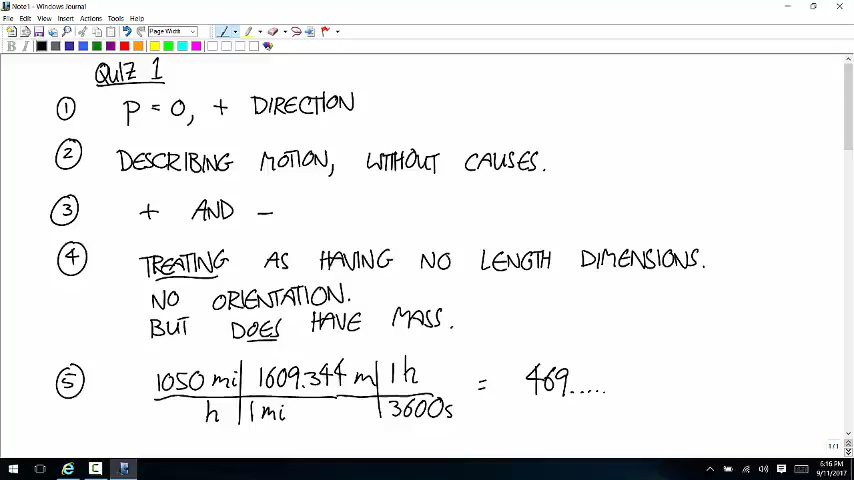 Note1 - Windows Journal
File Edit View Insert Actions Tools Help
Page Width
B I
QUIZ 1
① P = 0, + DIRECTION
② DESCRIBING MOTION, WITHOUT CAUSES.
③ + AND -
④ TREATING AS HAVING NO LENGTH DIMENSIONS.
NO ORIENTATION.
BUT DOES HAVE MASS.
⑤ 1050 mi | 1609.344 m | 1 h = 469.....
h | 1 mi | 3600s
1/1
6:16 PM
9/11/2017